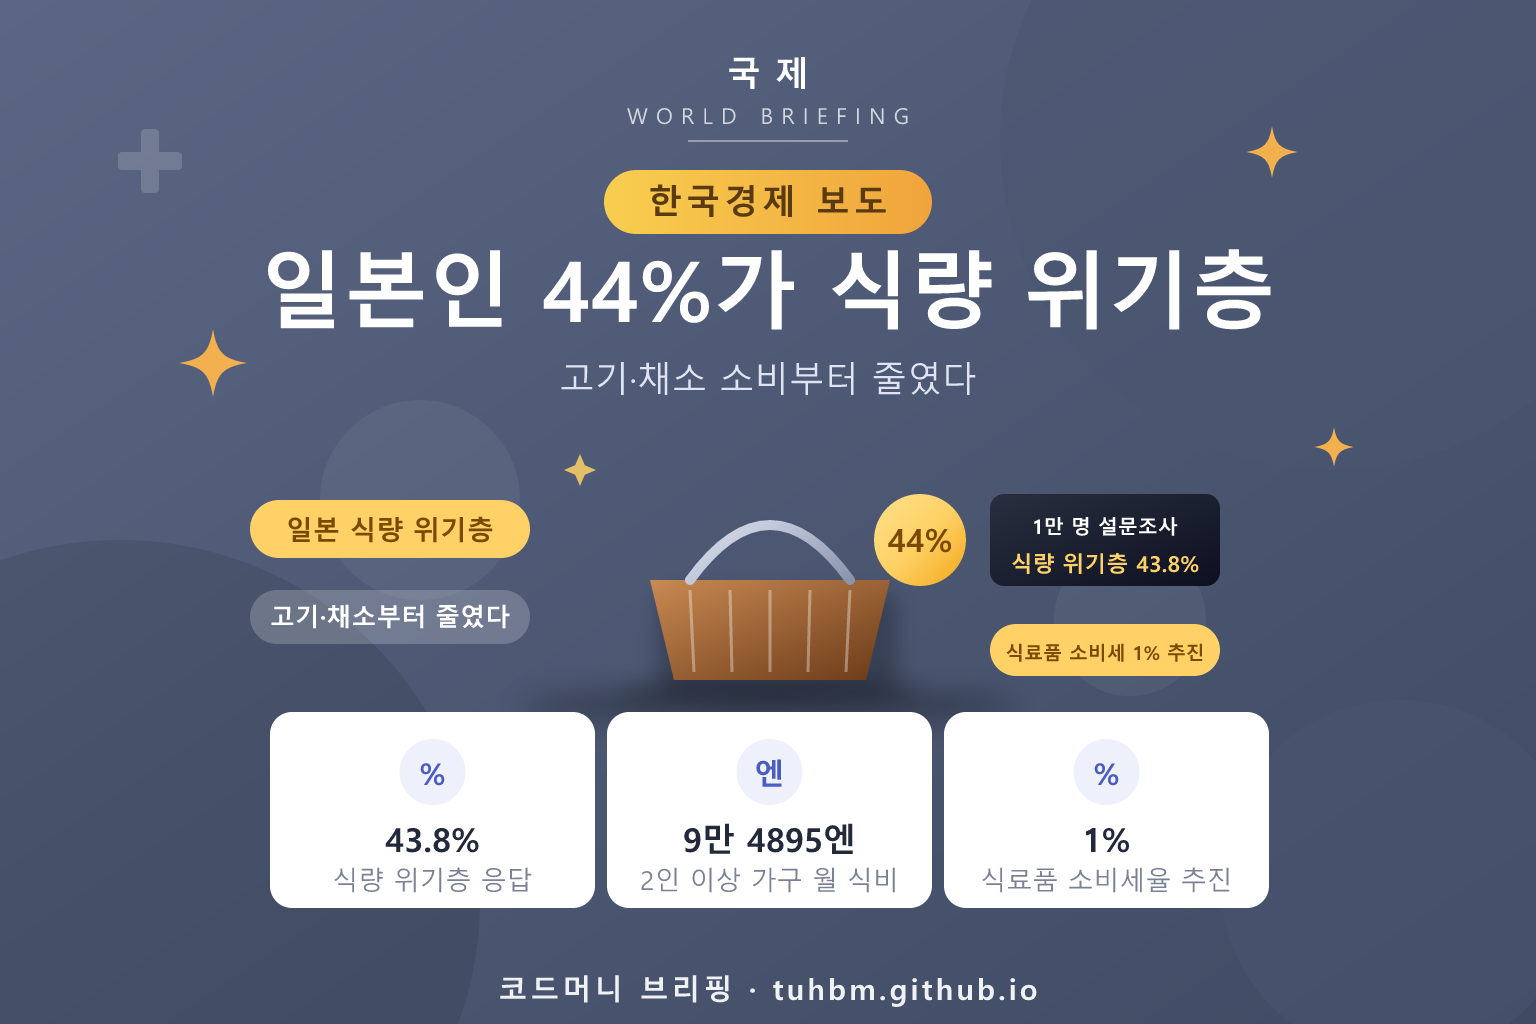 국제
WORLD BRIEFING
한국경제 보도
일본인 44%가 식량 위기층
고기·채소 소비부터 줄였다
일본 식량 위기층
고기·채소부터 줄였다
44%
1만 명 설문조사
식량 위기층 43.8%
식료품 소비세 1% 추진
%
43.8%
식량 위기층 응답
엔
9만 4895엔
2인 이상 가구 월 식비
%
1%
식료품 소비세율 추진
코드머니 브리핑 · tuhbm.github.io